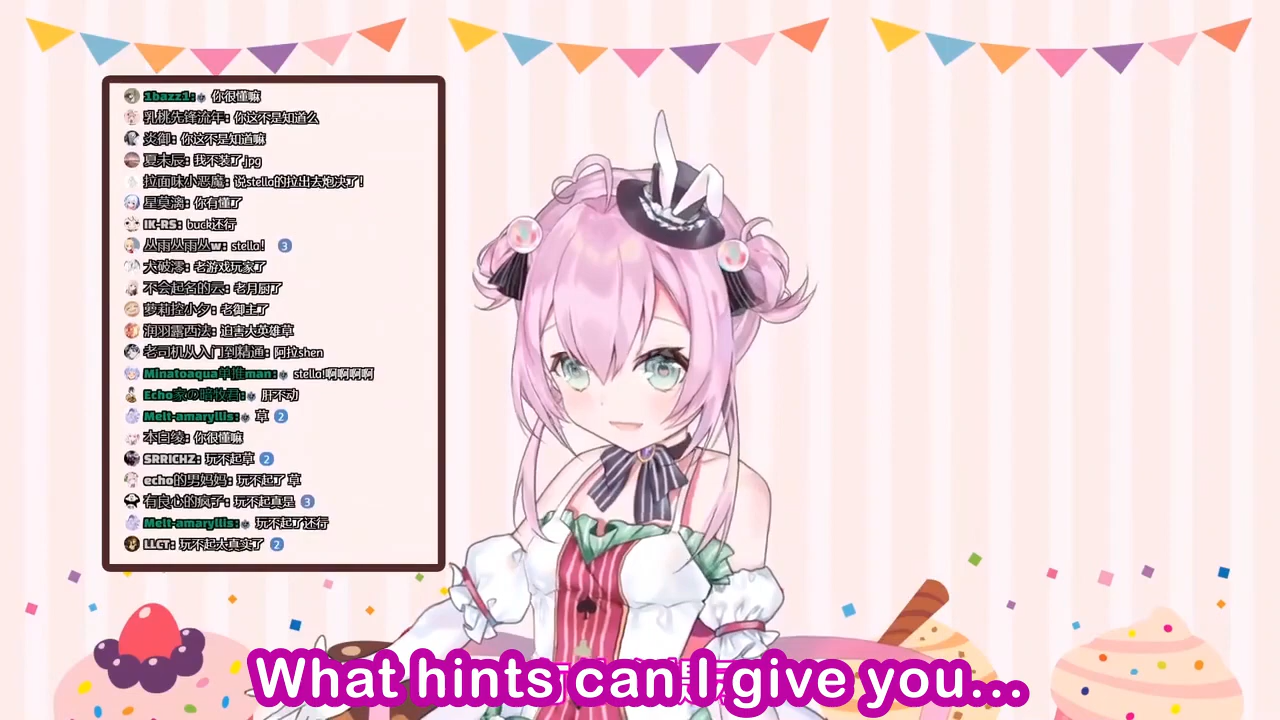 1bazz1: 你很懂嘛
乳桃先锋流年: 你这不是知道么
炎御: 你这不是知道嘛
夏末辰: 我不装了.jpg
拉面味小恶魔: 说stella的拉出去炮决了!
星莫漓: 你有懂了
IK-RS: buck还行
丛雨丛雨丛w: stella! 3
犬破澪: 老游戏玩家了
不会起名的云: 老月厨了
萝莉控小夕: 老御主了
润羽露西法: 迫害大英雄草
老司机从入门到精通: 阿拉shen
Minatoaqua单推man: stella!啊啊啊啊
Echo家の暗牧君: 肝不动
Melt-amaryllis: 草 2
本白绫: 你很懂嘛
SRRICHZ: 玩不起草 2
echo的男妈妈: 玩不起了 草
有良心的疯子: 玩不起真是 3
Melt-amaryllis: 玩不起了还行
LLGT: 玩不起太真实了 2
What hints can I give you...